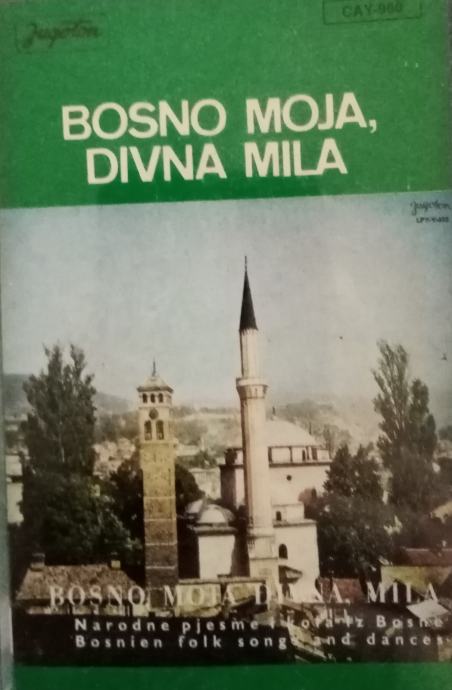 Jugoton
CAY-960
BOSNO MOJA,
DIVNA MILA
Jugoton
BOSNO MOJA DIVNA, MILA
Narodne pjesme i kola iz Bosne
Bosnien folk songs and dances